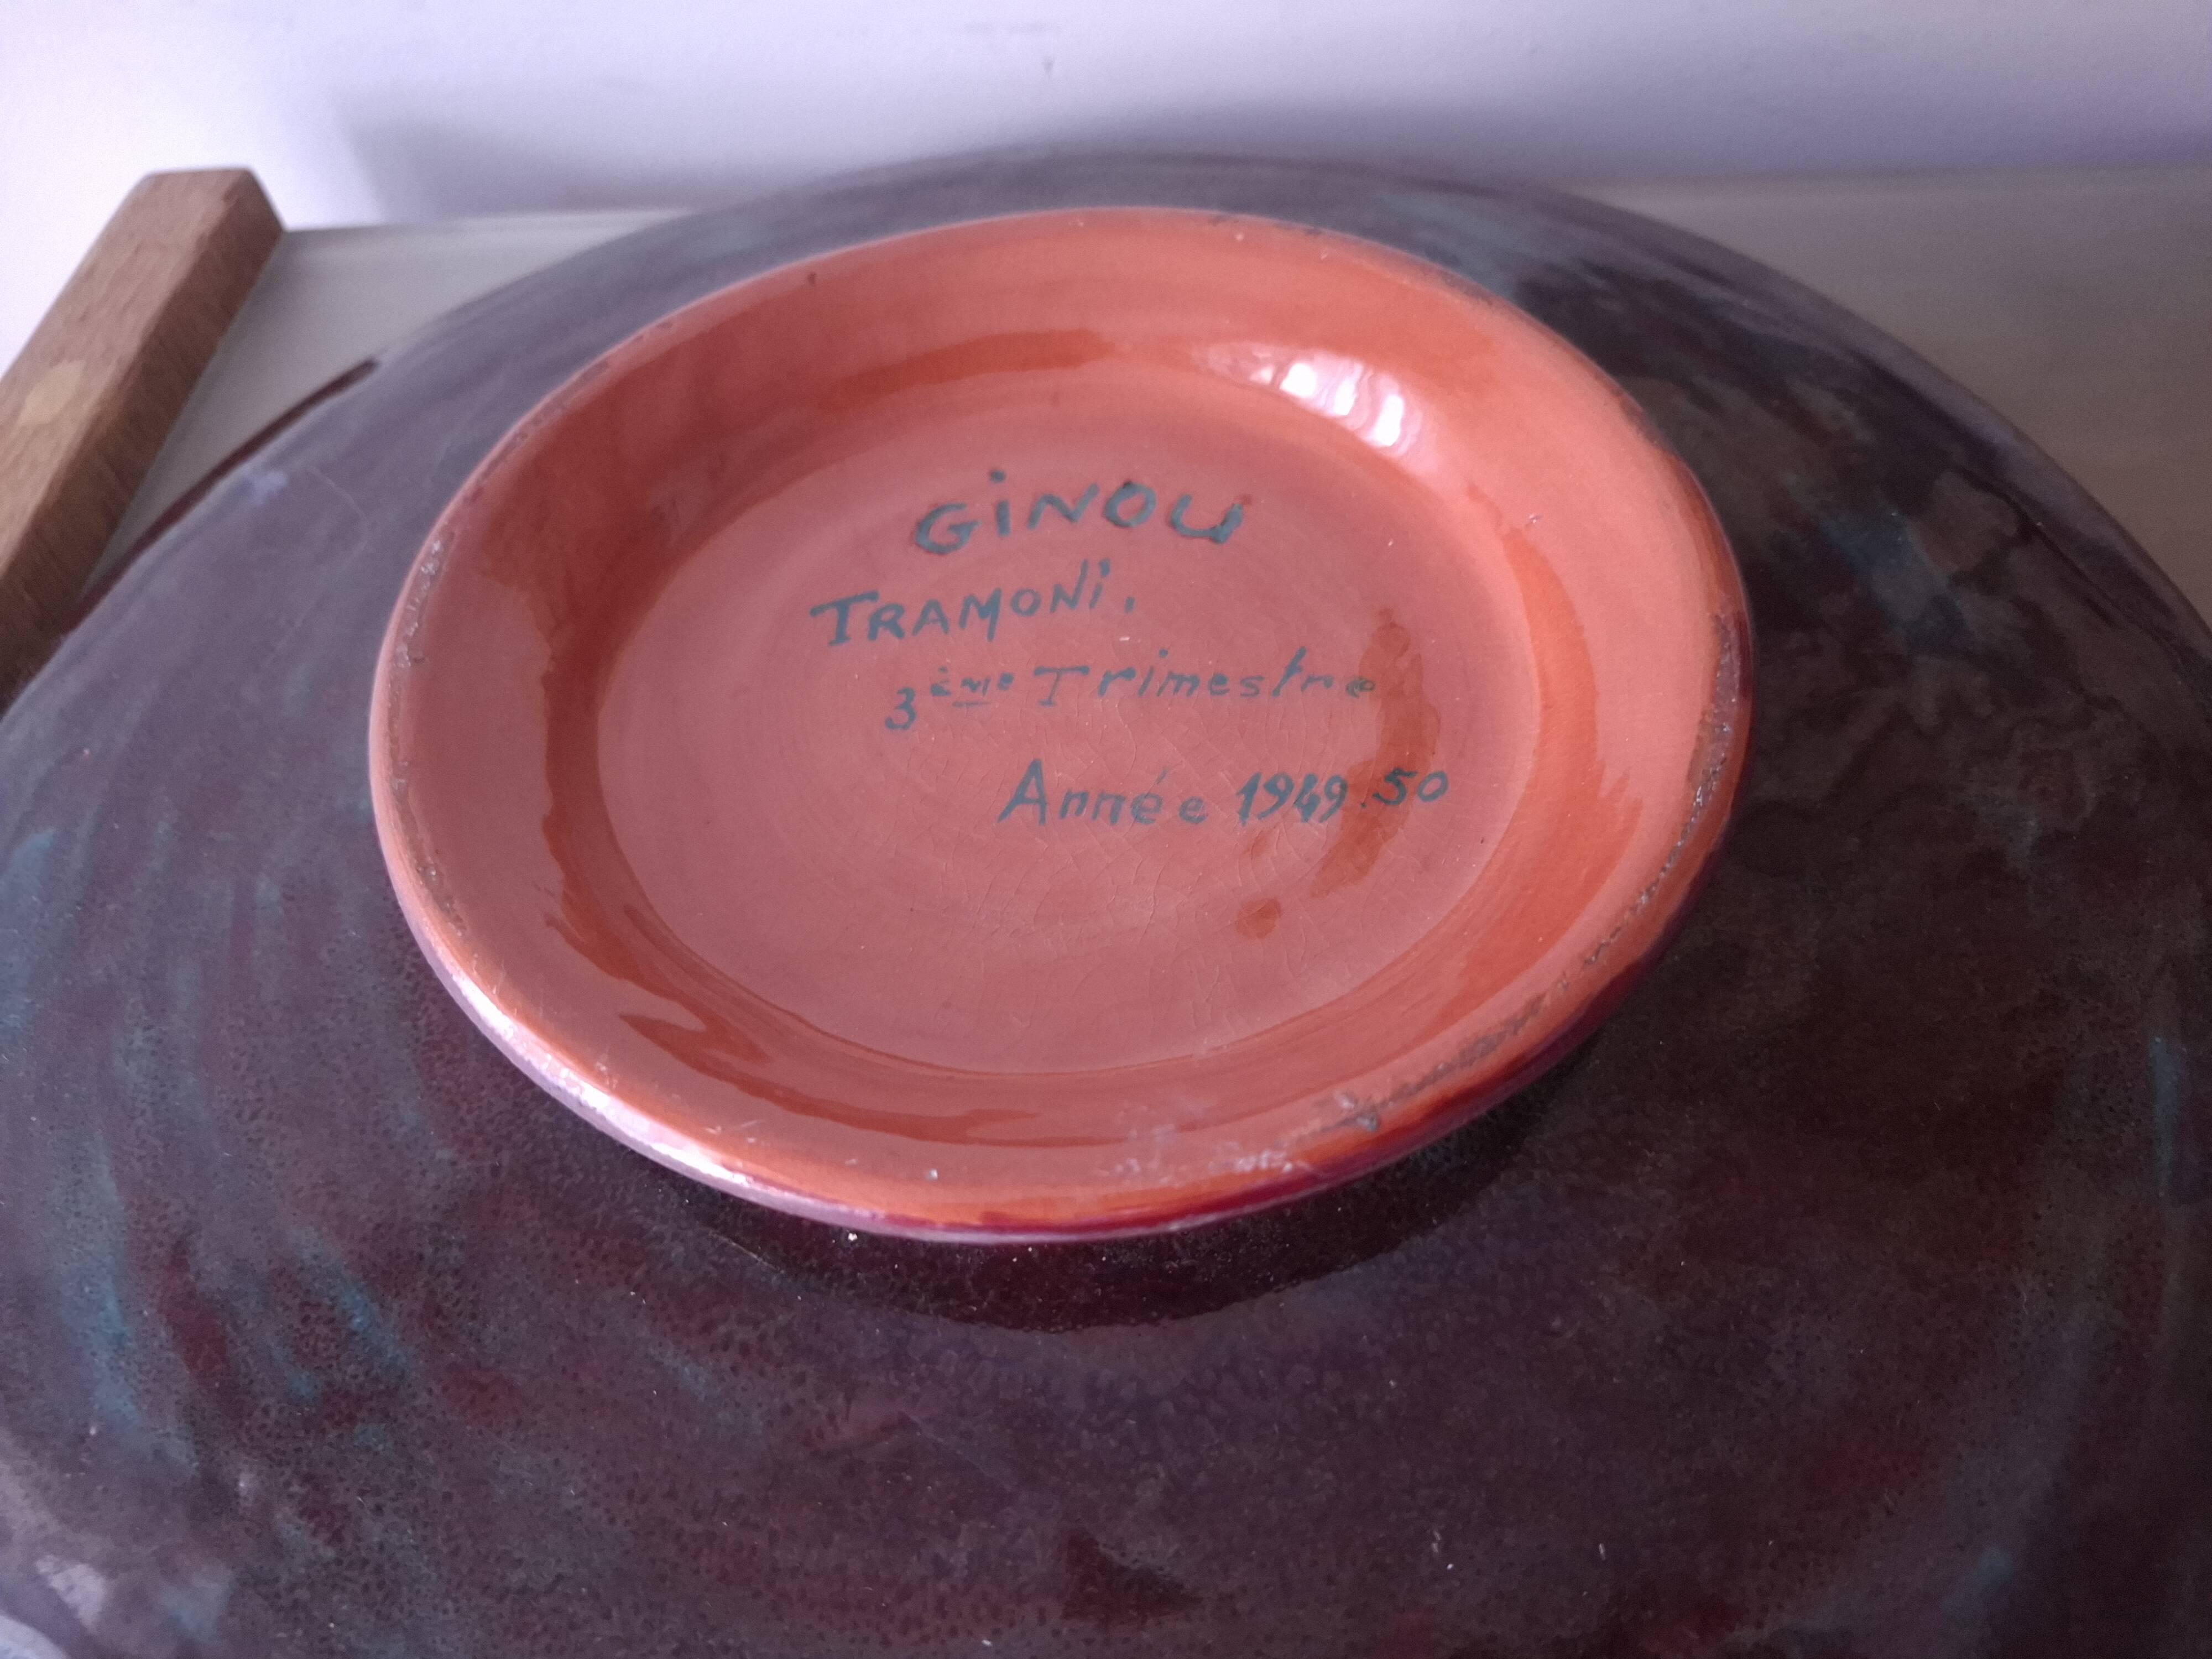 GiNOU
TRAMONi.
3ème Trimestre
Année 1949.50